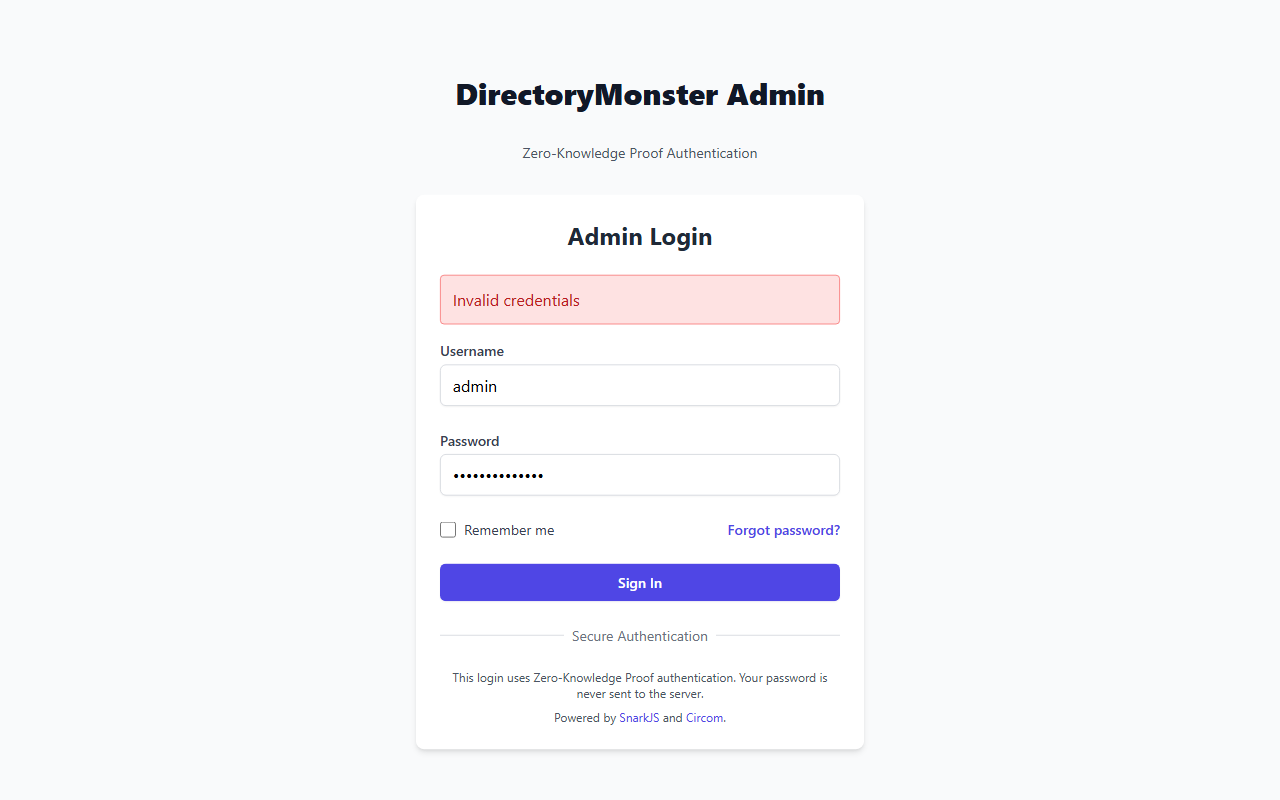 DirectoryMonster Admin
Zero-Knowledge Proof Authentication
Admin Login
Invalid credentials
Username
admin
Password
••••••••••••••
Remember me
Forgot password?
Sign In
Secure Authentication
This login uses Zero-Knowledge Proof authentication. Your password is
never sent to the server.
Powered by SnarkJS and Circom.